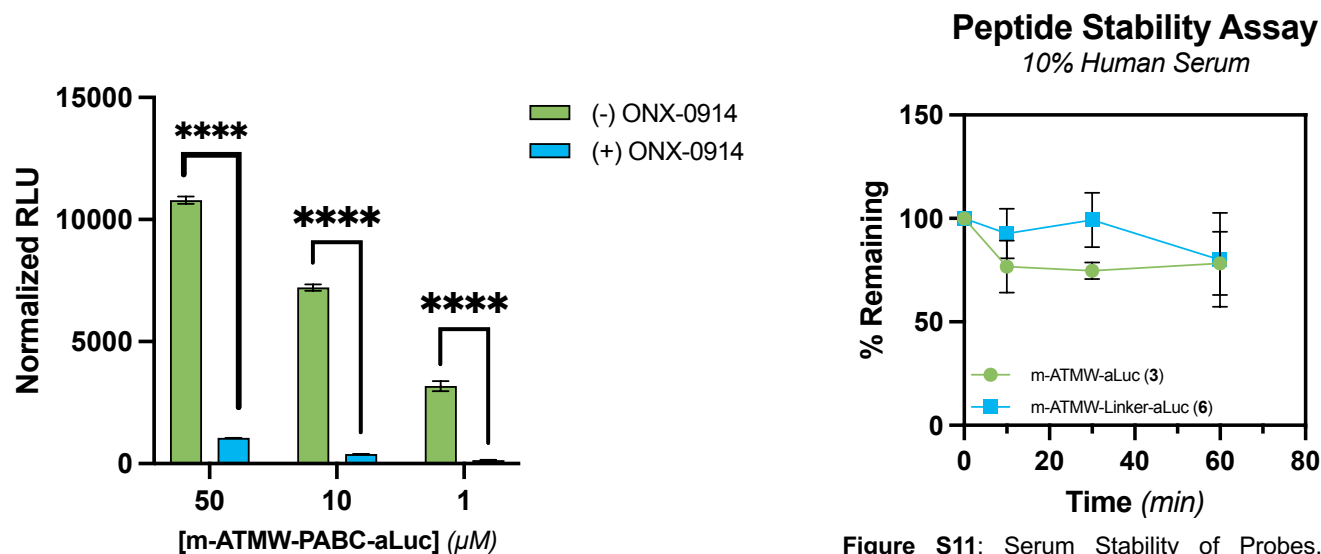 15000
10000
5000
0
Normalized RLU
****
****
****
50 10 1
[m-ATMW-PABC-aLuc] (µM)
(-) ONX-0914
(+) ONX-0914
Peptide Stability Assay
10% Human Serum
150
100
50
0
% Remaining
m-ATMW-aLuc (3)
m-ATMW-Linker-aLuc (6)
0 20 40 60 80
Time (min)
Figure S11: Serum Stability of Probes.